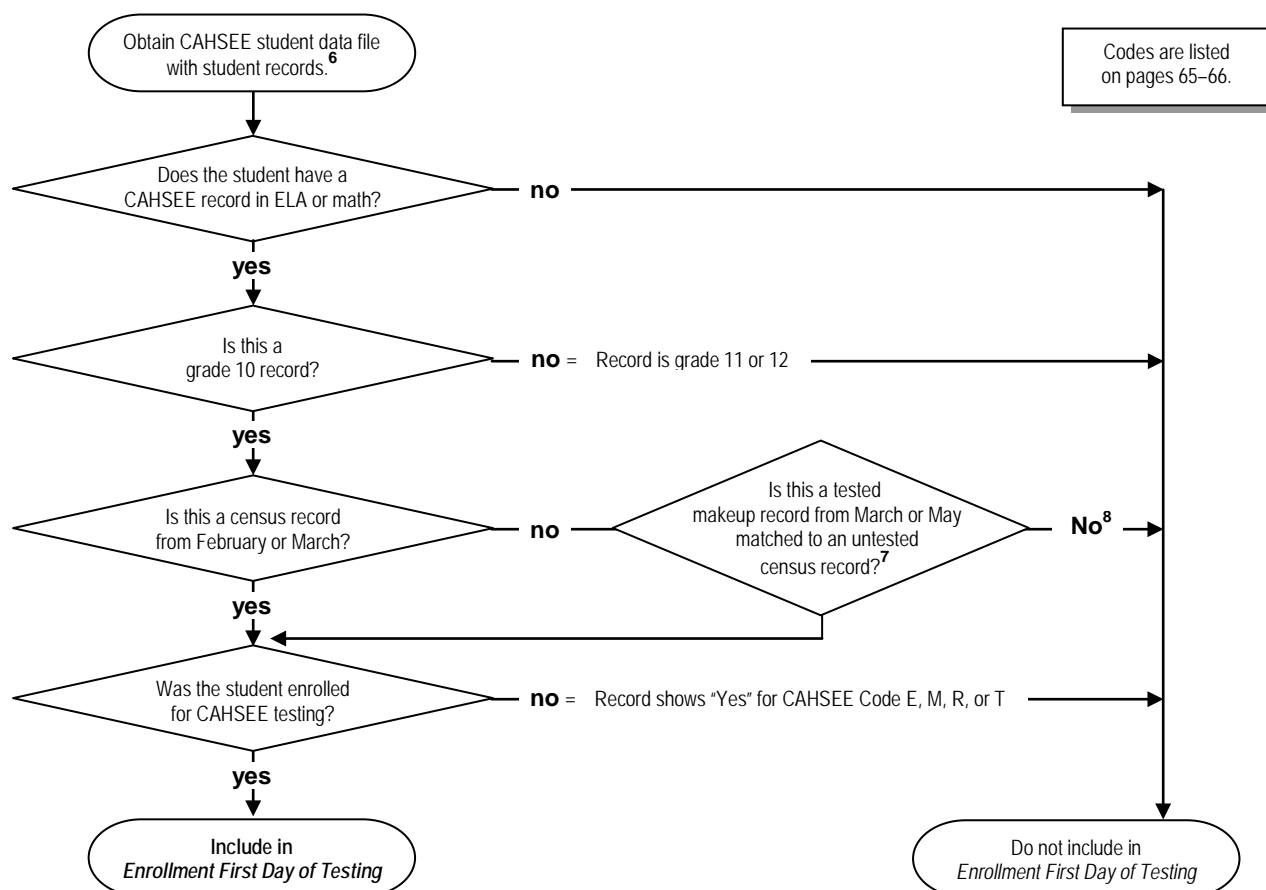 Obtain CAHSEE student data file
with student records.6
Codes are listed
on pages 65–66.
Does the student have a
CAHSEE record in ELA or math?
no
yes
Is this a
grade 10 record?
no = Record is grade 11 or 12
yes
Is this a census record
from February or March?
no
Is this a tested
makeup record from March or May
matched to an untested
census record?7
No8
yes
Was the student enrolled
for CAHSEE testing?
no = Record shows “Yes” for CAHSEE Code E, M, R, or T
yes
Include in
Enrollment First Day of Testing
Do not include in
Enrollment First Day of Testing